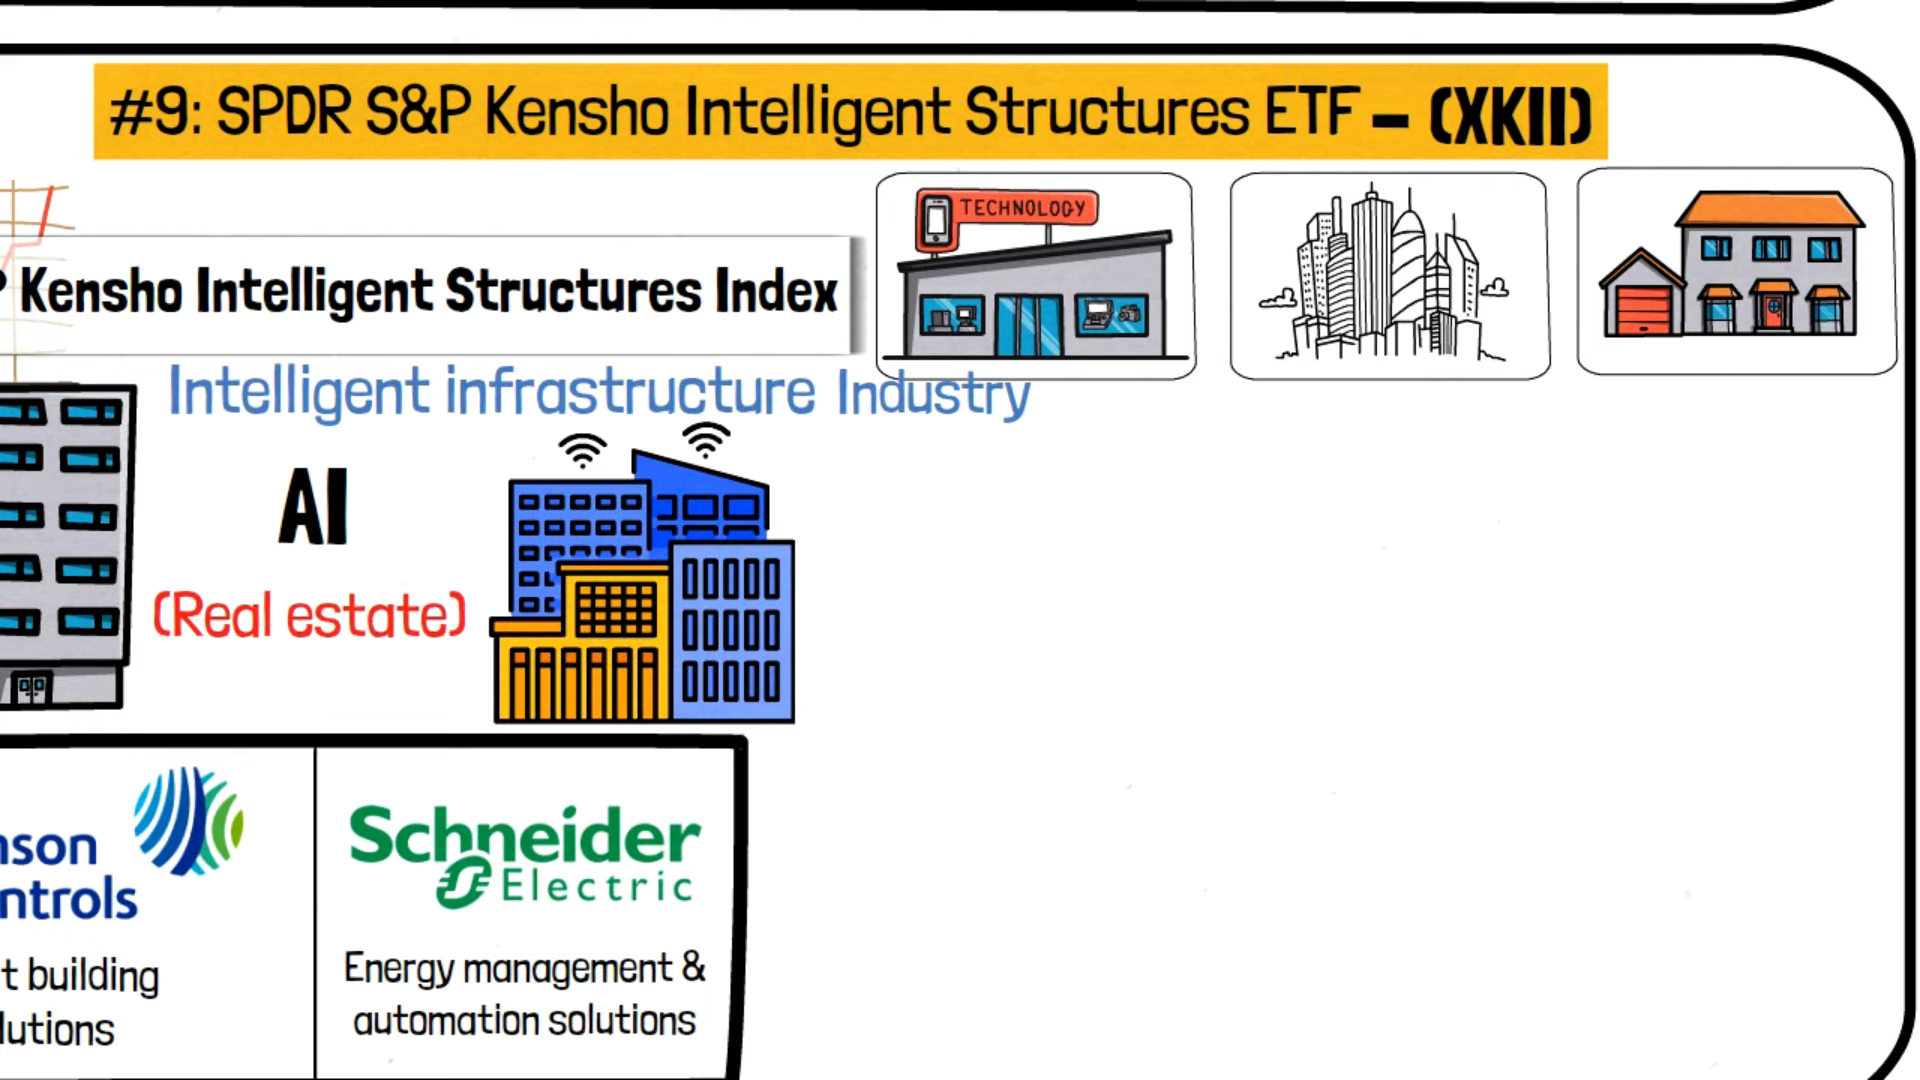 #9: SPDR S&P Kensho Intelligent Structures ETF – (XKII)
TECHNOLOGY
Kensho Intelligent Structures Index
Intelligent infrastructure Industry
AI
(Real estate)
nson
ntrols
t building
lutions
Schneider
Electric
Energy management &
automation solutions